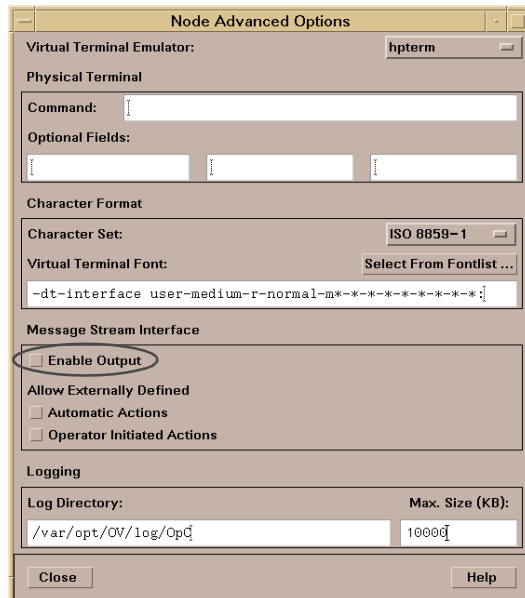 Node Advanced Options
Virtual Terminal Emulator: hpterm
Physical Terminal
Command:
Optional Fields:
Character Format
Character Set: ISO 8859-1
Virtual Terminal Font: Select From Fontlist ...
-dt-interface user-medium-r-normal-m*-*-*-*-*-*-*-*-*:
Message Stream Interface
Enable Output
Allow Externally Defined
Automatic Actions
Operator Initiated Actions
Logging
Log Directory: Max. Size (KB):
/var/opt/OV/log/OpC 10000
Close Help